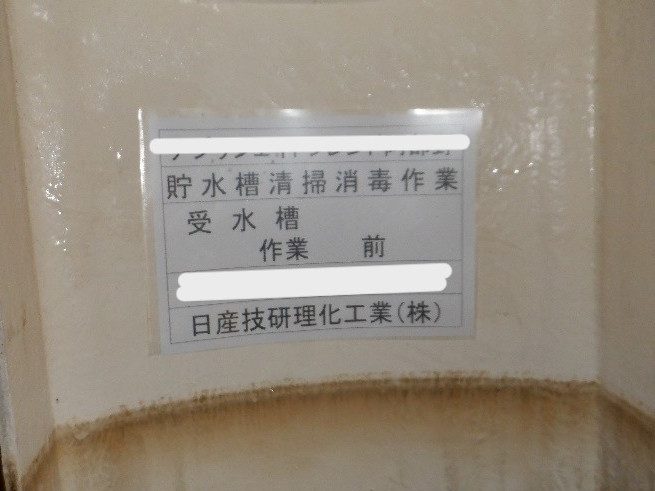 貯水槽清掃消毒作業
受水槽
作業 前
日産技研理化工業(株)